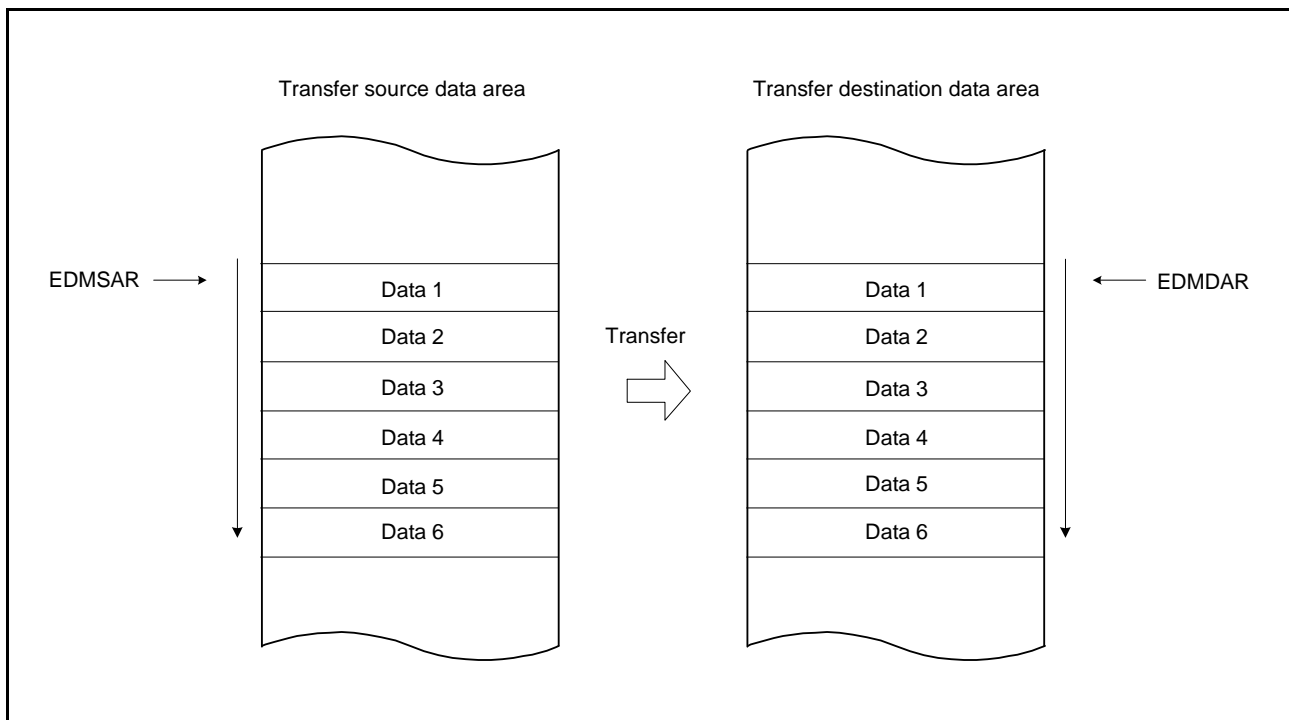 Transfer source data area
Transfer destination data area
EDMSAR
Data 1
Data 2
Data 3
Data 4
Data 5
Data 6
Transfer
Data 1
Data 2
Data 3
Data 4
Data 5
Data 6
EDMDAR